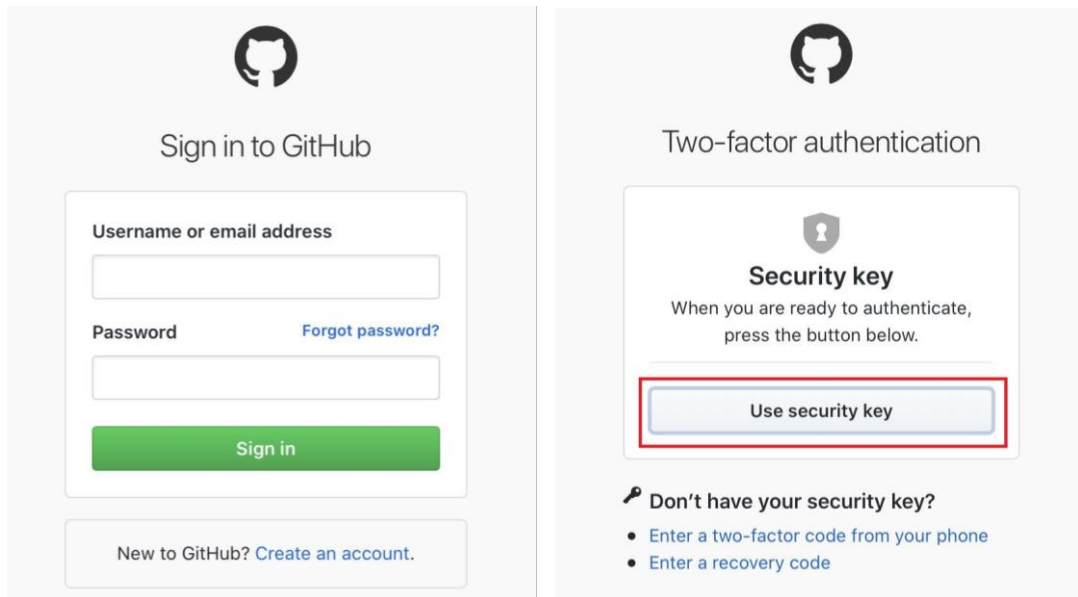 Sign in to GitHub
Username or email address
Password
Forgot password?
Sign in
New to GitHub? Create an account.
Two-factor authentication
Security key
When you are ready to authenticate,
press the button below.
Use security key
Don’t have your security key?
• Enter a two-factor code from your phone
• Enter a recovery code